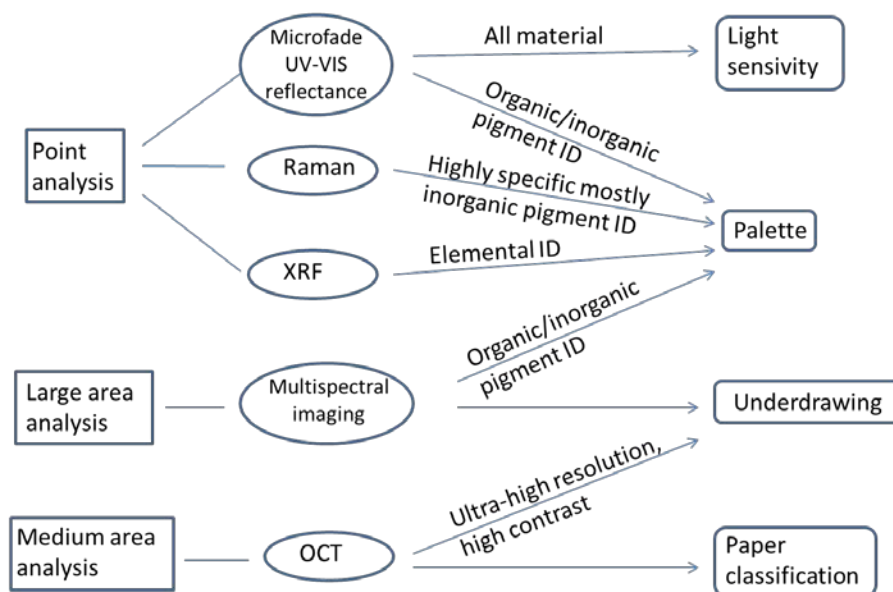 Microfade
UV-VIS
reflectance
All material
Light
sensivity
Organic/inorganic
pigment ID
Point
analysis
Raman
Highly specific mostly
inorganic pigment ID
Palette
XRF
Elemental ID
Organic/inorganic
pigment ID
Large area
analysis
Multispectral
imaging
Underdrawing
Ultra-high resolution,
high contrast
Medium area
analysis
OCT
Paper
classification